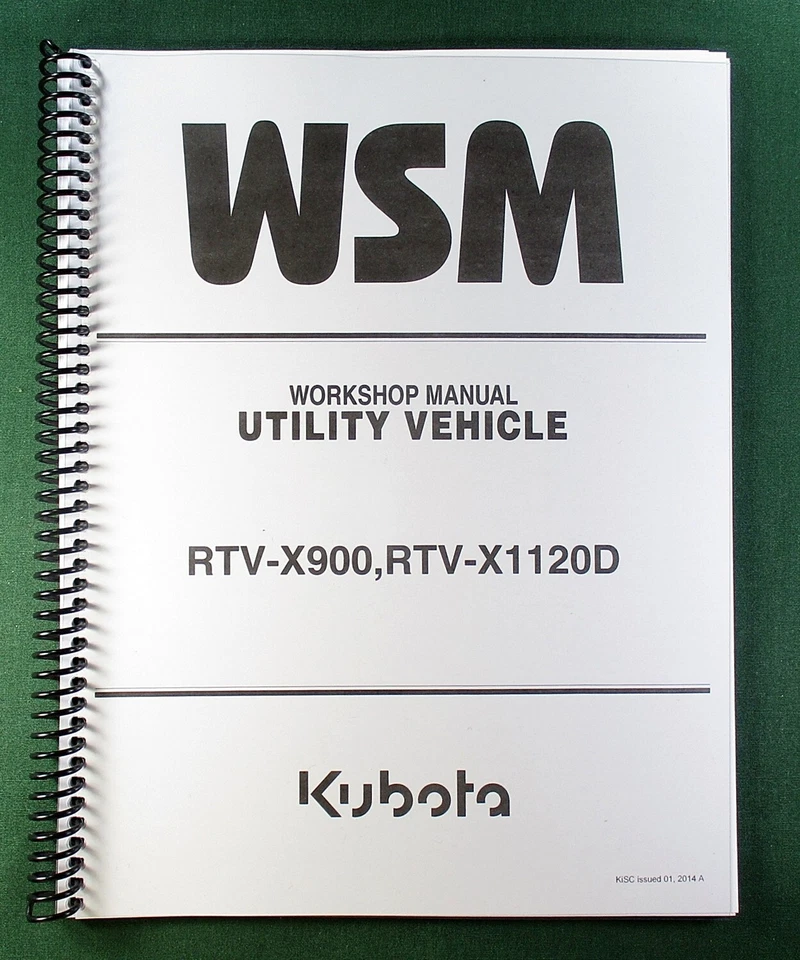 WSM
WORKSHOP MANUAL
UTILITY VEHICLE
RTV-X900,RTV-X1120D
Kubota
KiSC issued 01, 2014 A